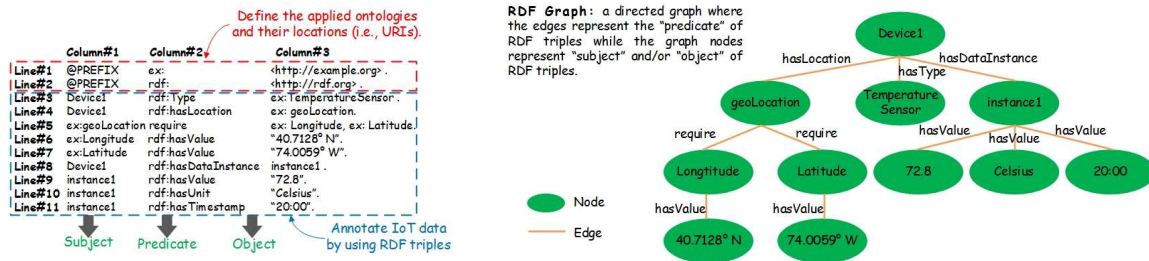 Define the applied ontologies
and their locations (i.e., URIs).
Column#1 Column#2 Column#3
Line#1 @PREFIX ex: <http://example.org> .
Line#2 @PREFIX rdf: <http://rdf.org> .
Line#3 Device1 rdf:Type ex:TemperatureSensor .
Line#4 Device1 rdf:hasLocation ex: geoLocation.
Line#5 ex:geoLocation require ex: Longitude, ex: Latitude.
Line#6 ex:Longitude rdf:hasValue “40.7128° N”.
Line#7 ex:Latitude rdf:hasValue “74.0059° W”.
Line#8 Device1 rdf:hasDataInstance instance1 .
Line#9 instance1 rdf:hasValue “72.8”.
Line#10 instance1 rdf:hasUnit “Celsius”.
Line#11 instance1 rdf:hasTimestamp “20:00”.
Subject Predicate Object
Annotate IoT data
by using RDF triples
RDF Graph: a directed graph where
the edges represent the “predicate” of
RDF triples while the graph nodes
represent “subject” and/or “object” of
RDF triples.
Device1
hasLocation hasType hasDataInstance
geoLocation Temperature
Sensor instance1
require require hasValue hasValue hasValue
Longtitude Latitude 72.8 Celsius 20:00
hasValue hasValue
40.7128° N 74.0059° W
Node
Edge